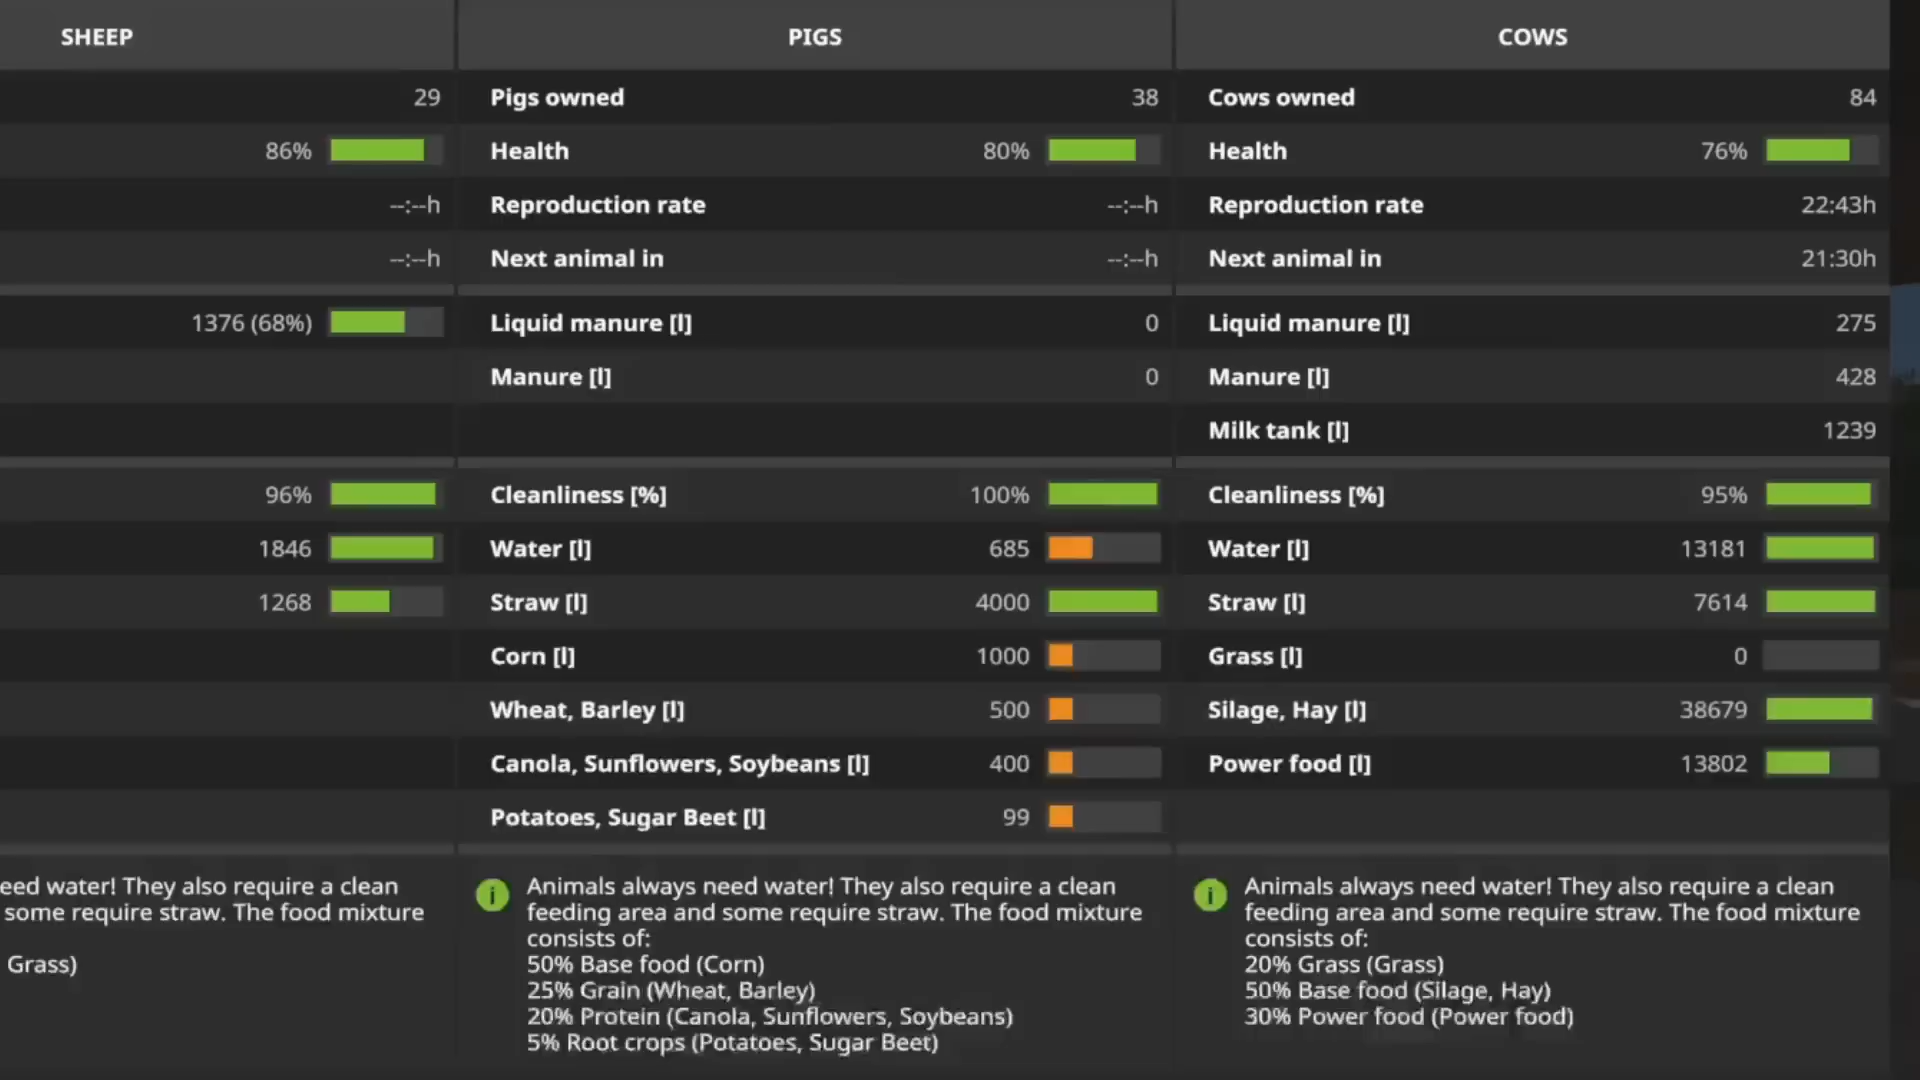 SHEEP
29
86%
--:--h
--:--h
1376 (68%)
96%
1846
1268
eed water! They also require a clean
some require straw. The food mixture
Grass)
PIGS
Pigs owned 38
Health 80%
Reproduction rate --:--h
Next animal in --:--h
Liquid manure [l] 0
Manure [l] 0
Cleanliness [%] 100%
Water [l] 685
Straw [l] 4000
Corn [l] 1000
Wheat, Barley [l] 500
Canola, Sunflowers, Soybeans [l] 400
Potatoes, Sugar Beet [l] 99
i Animals always need water! They also require a clean
feeding area and some require straw. The food mixture
consists of:
50% Base food (Corn)
25% Grain (Wheat, Barley)
20% Protein (Canola, Sunflowers, Soybeans)
5% Root crops (Potatoes, Sugar Beet)
COWS
Cows owned 84
Health 76%
Reproduction rate 22:43h
Next animal in 21:30h
Liquid manure [l] 275
Manure [l] 428
Milk tank [l] 1239
Cleanliness [%] 95%
Water [l] 13181
Straw [l] 7614
Grass [l] 0
Silage, Hay [l] 38679
Power food [l] 13802
i Animals always need water! They also require a clean
feeding area and some require straw. The food mixture
consists of:
20% Grass (Grass)
50% Base food (Silage, Hay)
30% Power food (Power food)